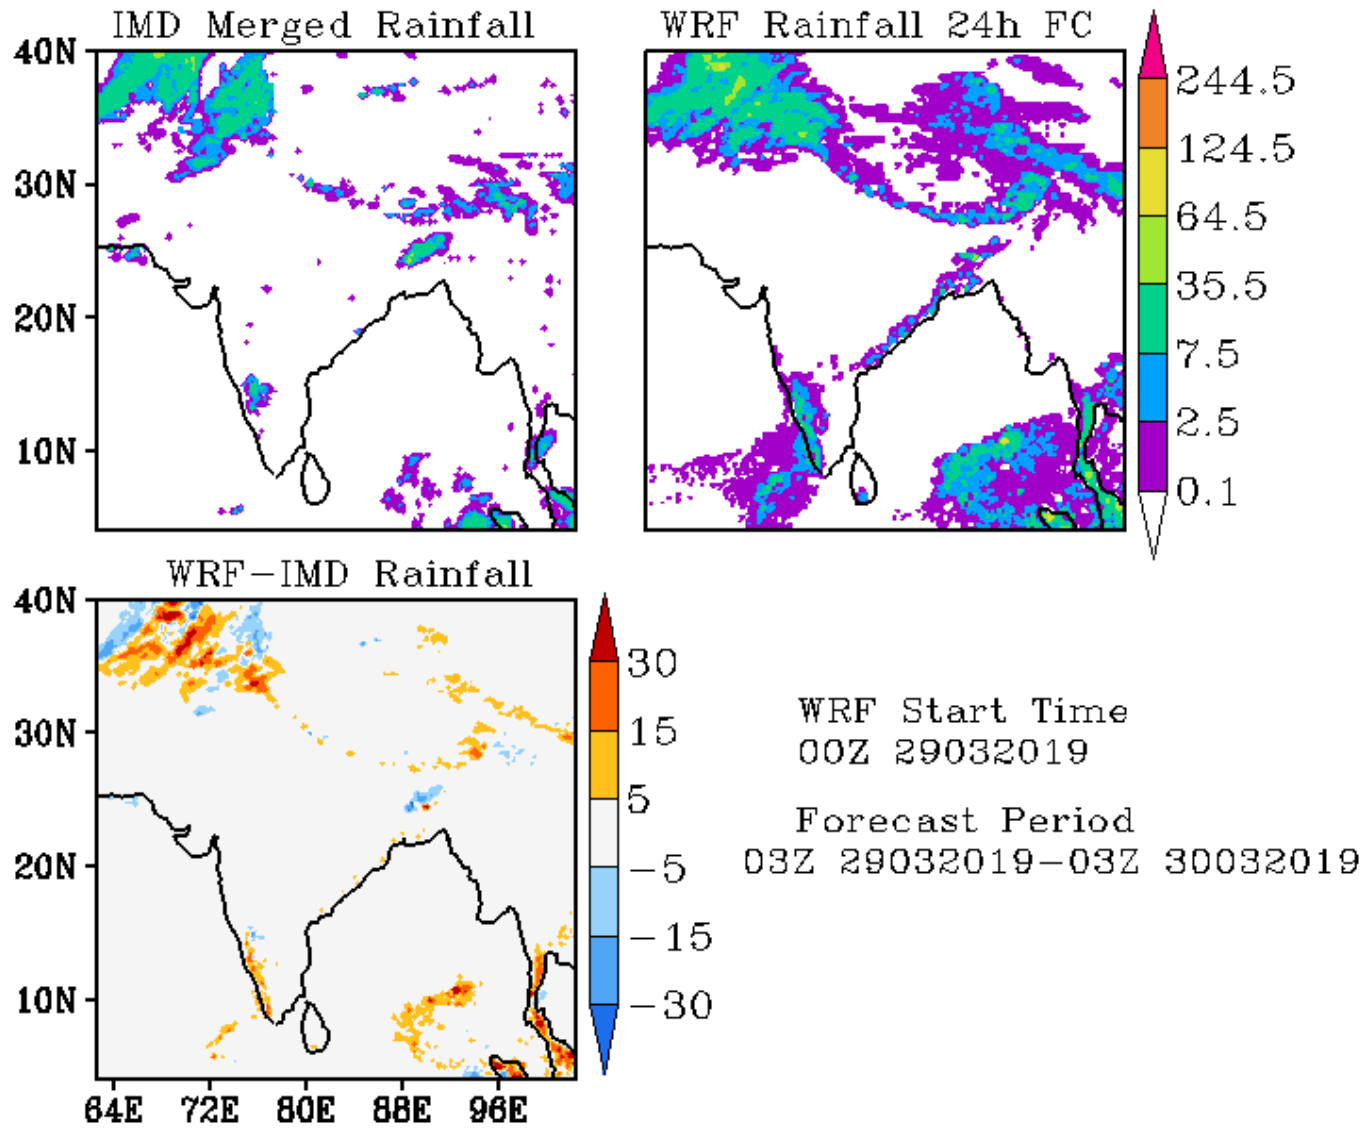 IMD Merged Rainfall
40N
30N
20N
10N
WRF Rainfall 24h FC
244.5
124.5
64.5
35.5
7.5
2.5
0.1
WRF-IMD Rainfall
40N
30N
20N
10N
64E 72E 80E 88E 96E
30
15
5
-5
-15
-30
WRF Start Time
00Z 29032019
Forecast Period
03Z 29032019-03Z 30032019